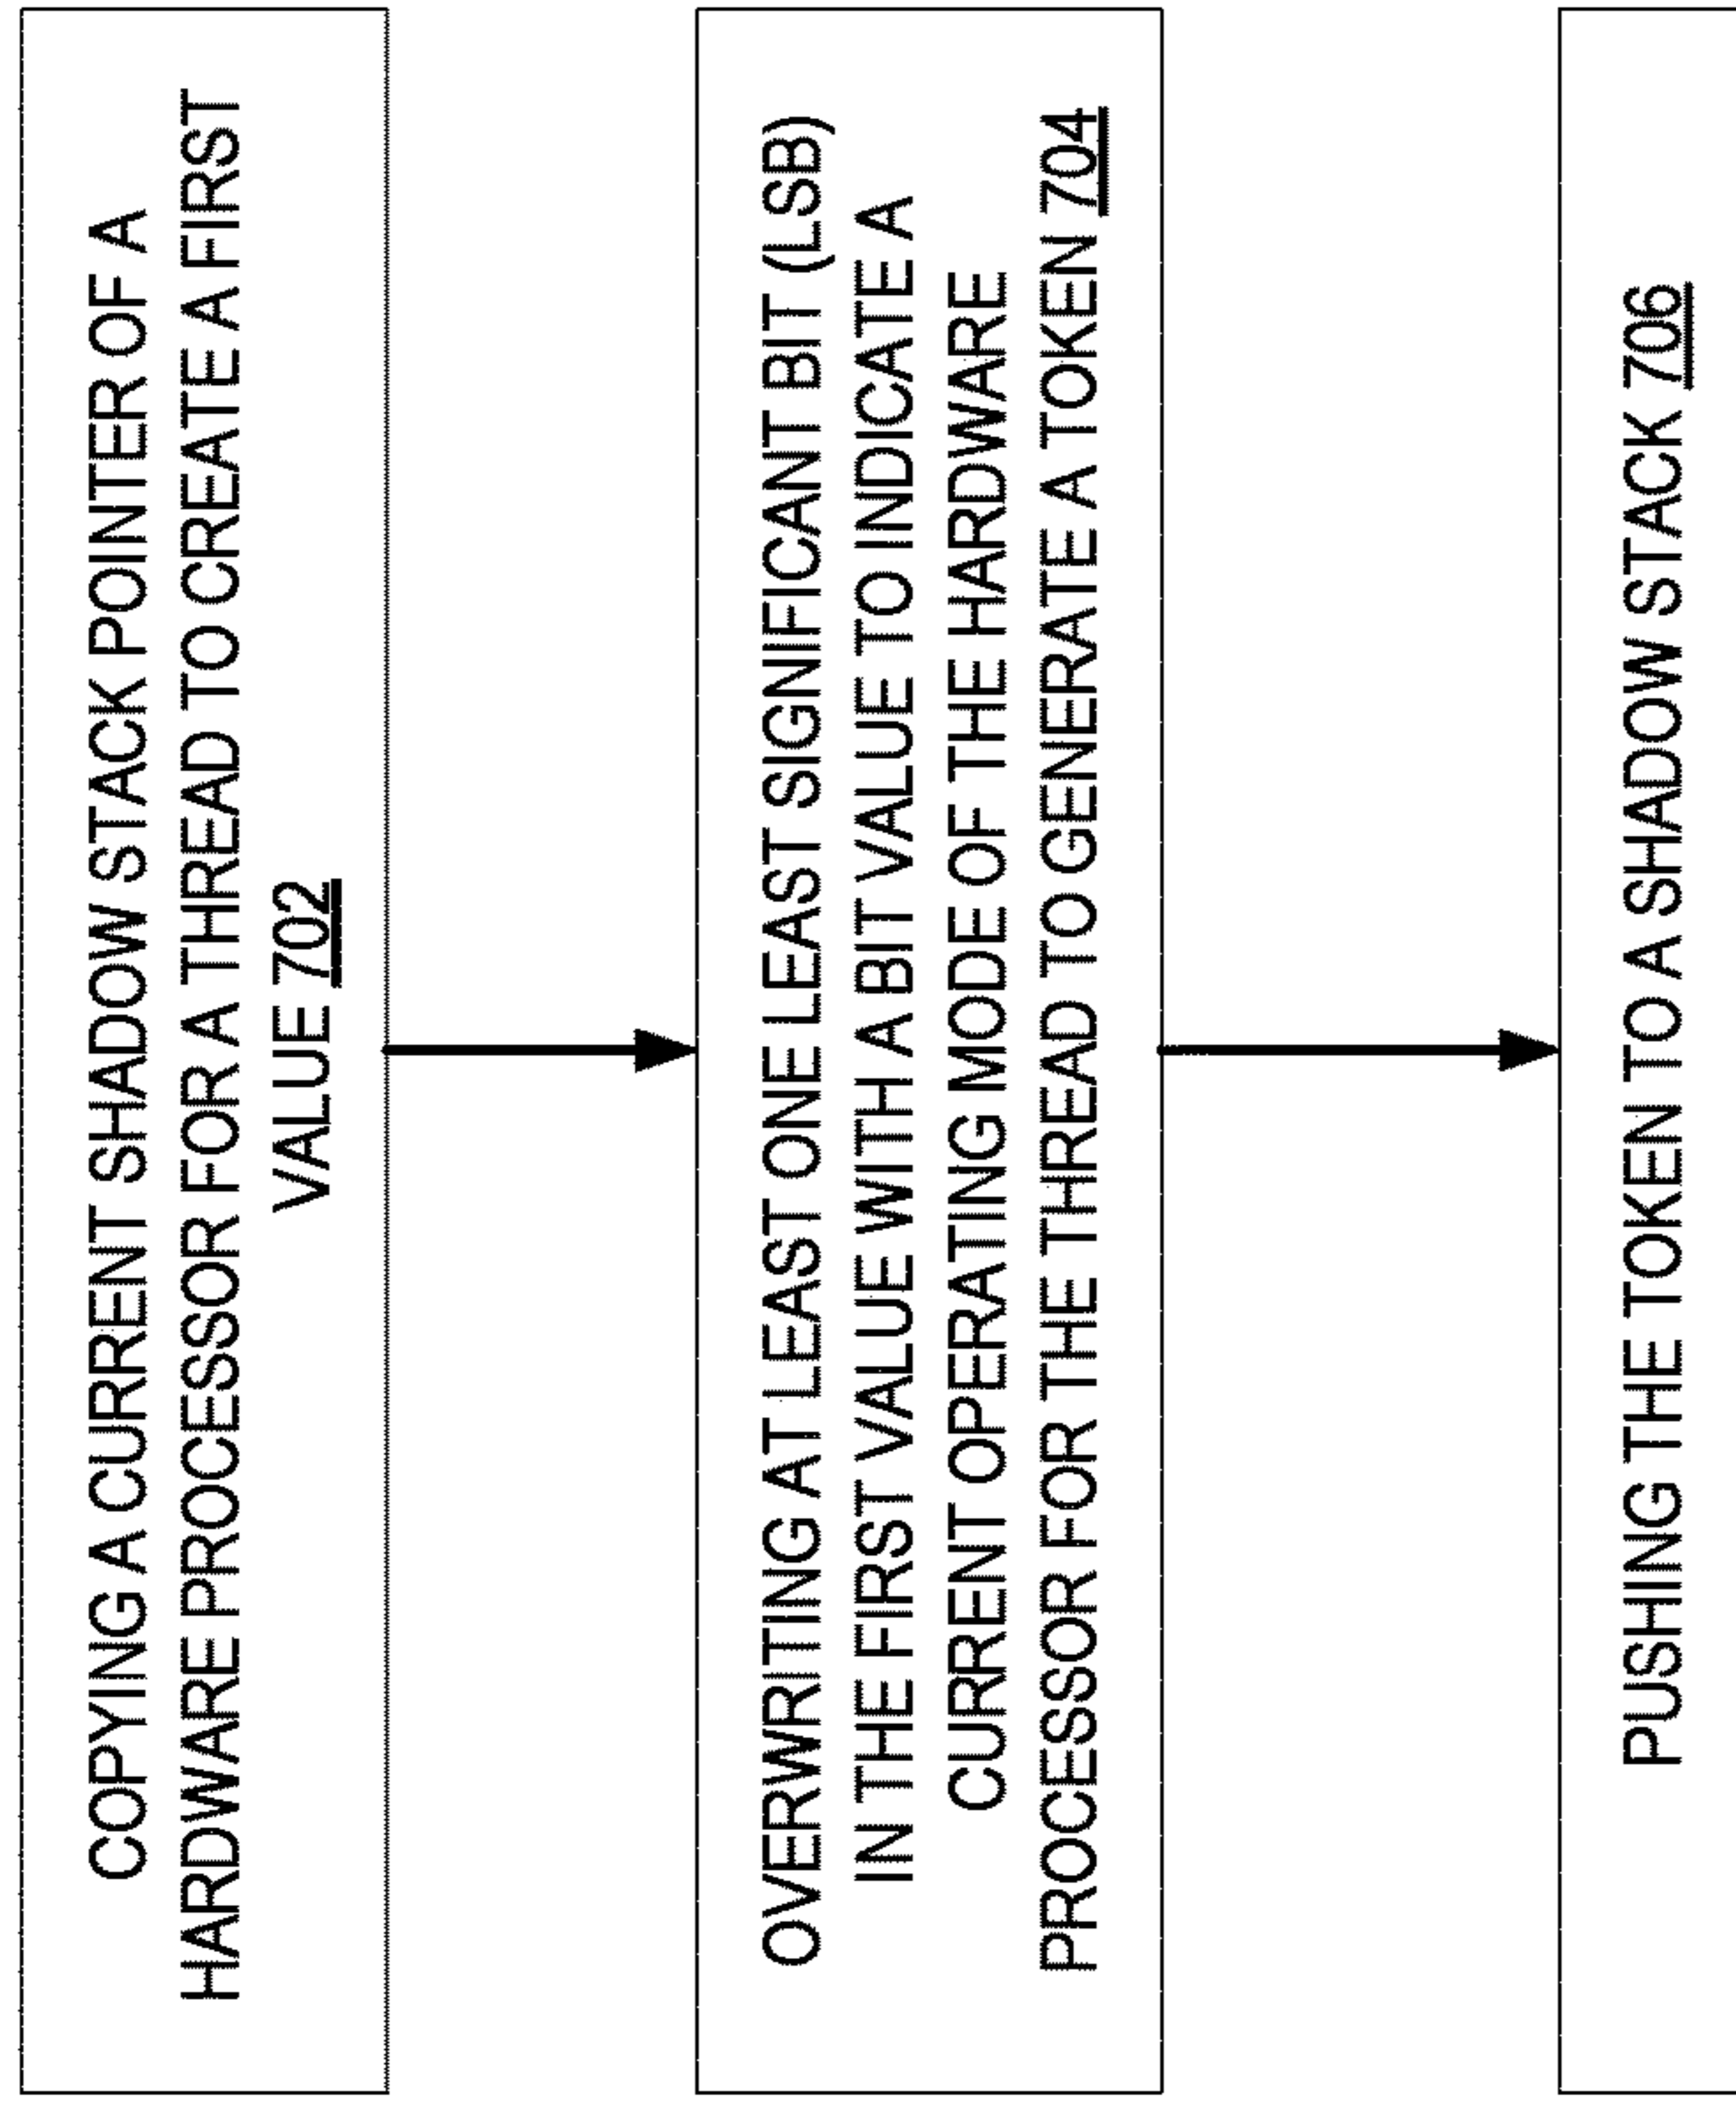 COPYING A CURRENT SHADOW STACK POINTER OF A
HARDWARE PROCESSOR FOR A THREAD TO CREATE A FIRST
VALUE 702
OVERWRITING AT LEAST ONE LEAST SIGNIFICANT BIT (LSB)
IN THE FIRST VALUE WITH A BIT VALUE TO INDICATE A
CURRENT OPERATING MODE OF THE HARDWARE
PROCESSOR FOR THE THREAD TO GENERATE A TOKEN 704
PUSHING THE TOKEN TO A SHADOW STACK 706